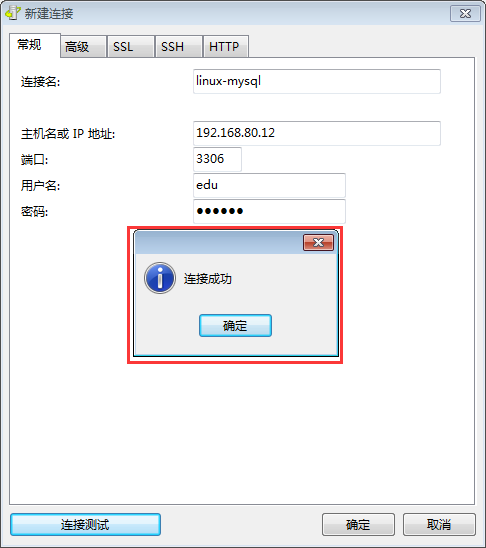 新建连接
常规 高级 SSL SSH HTTP
连接名: linux-mysql
主机名或 IP 地址: 192.168.80.12
端口: 3306
用户名: edu
密码: ●●●●●●
连接成功
确定
连接测试 确定 取消